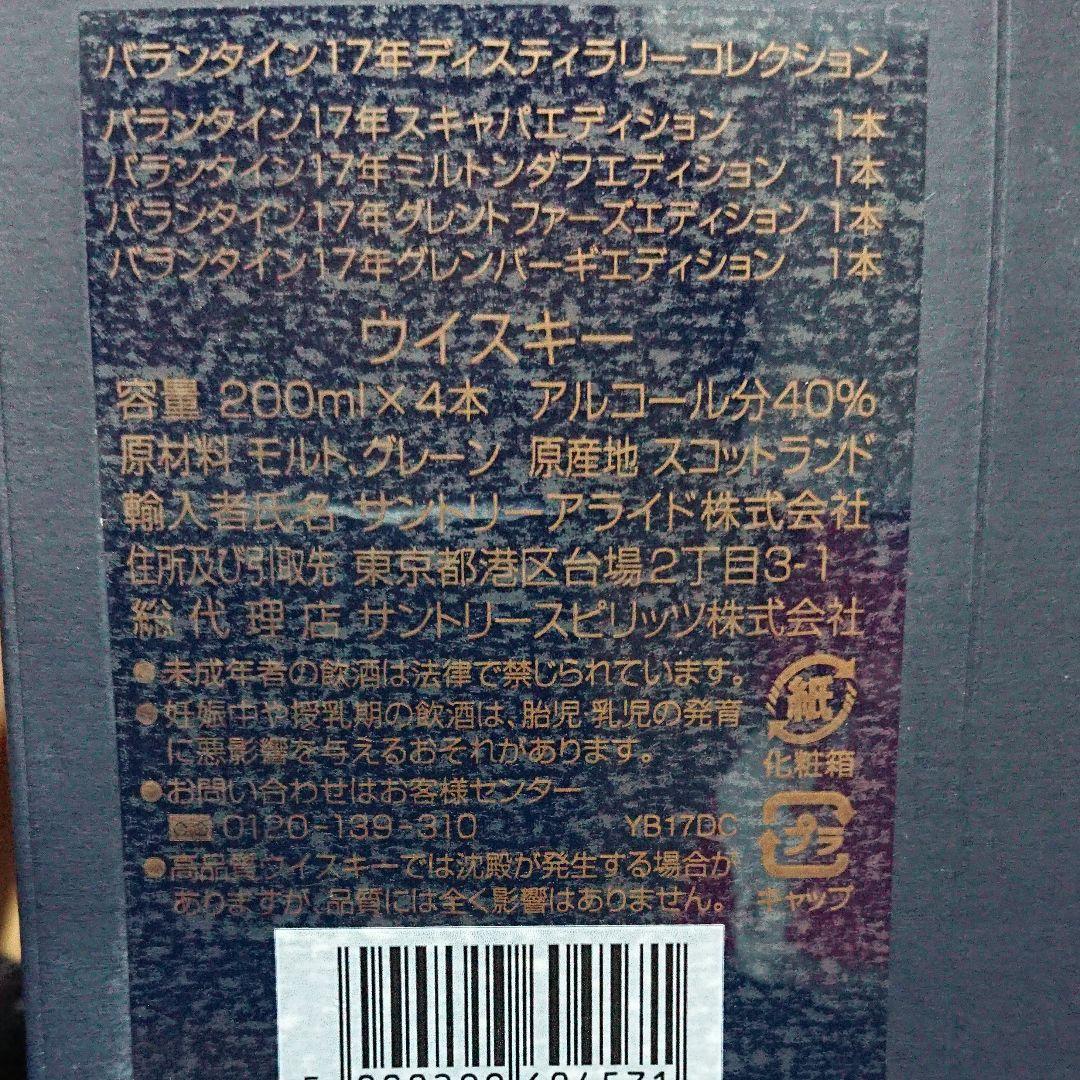 バランタイン17年ディスティラリーコレクション
バランタイン17年スキャパエディション 1本
バランタイン17年ミルトンダフエディション 1本
バランタイン17年グレントファーズエディション 1本
バランタイン17年グレンバーギエディション 1本
ウイスキー
容量 200ml×4本 アルコール分40%
原材料 モルト、グレーン 原産地 スコットランド
輸入者氏名 サントリーアライド株式会社
住所及び引取先 東京都港区台場2丁目3-1
総代理店 サントリースピリッツ株式会社
●未成年者の飲酒は法律で禁じられています。
●妊娠中や授乳期の飲酒は、胎児・乳児の発育
に悪影響を与えるおそれがあります。
●お問い合わせはお客様センター
0120-139-310 YB17DC
●高品質ウイスキーでは沈殿が発生する場合が
ありますが、品質には全く影響はありません。
紙
化粧箱
プラ
キャップ